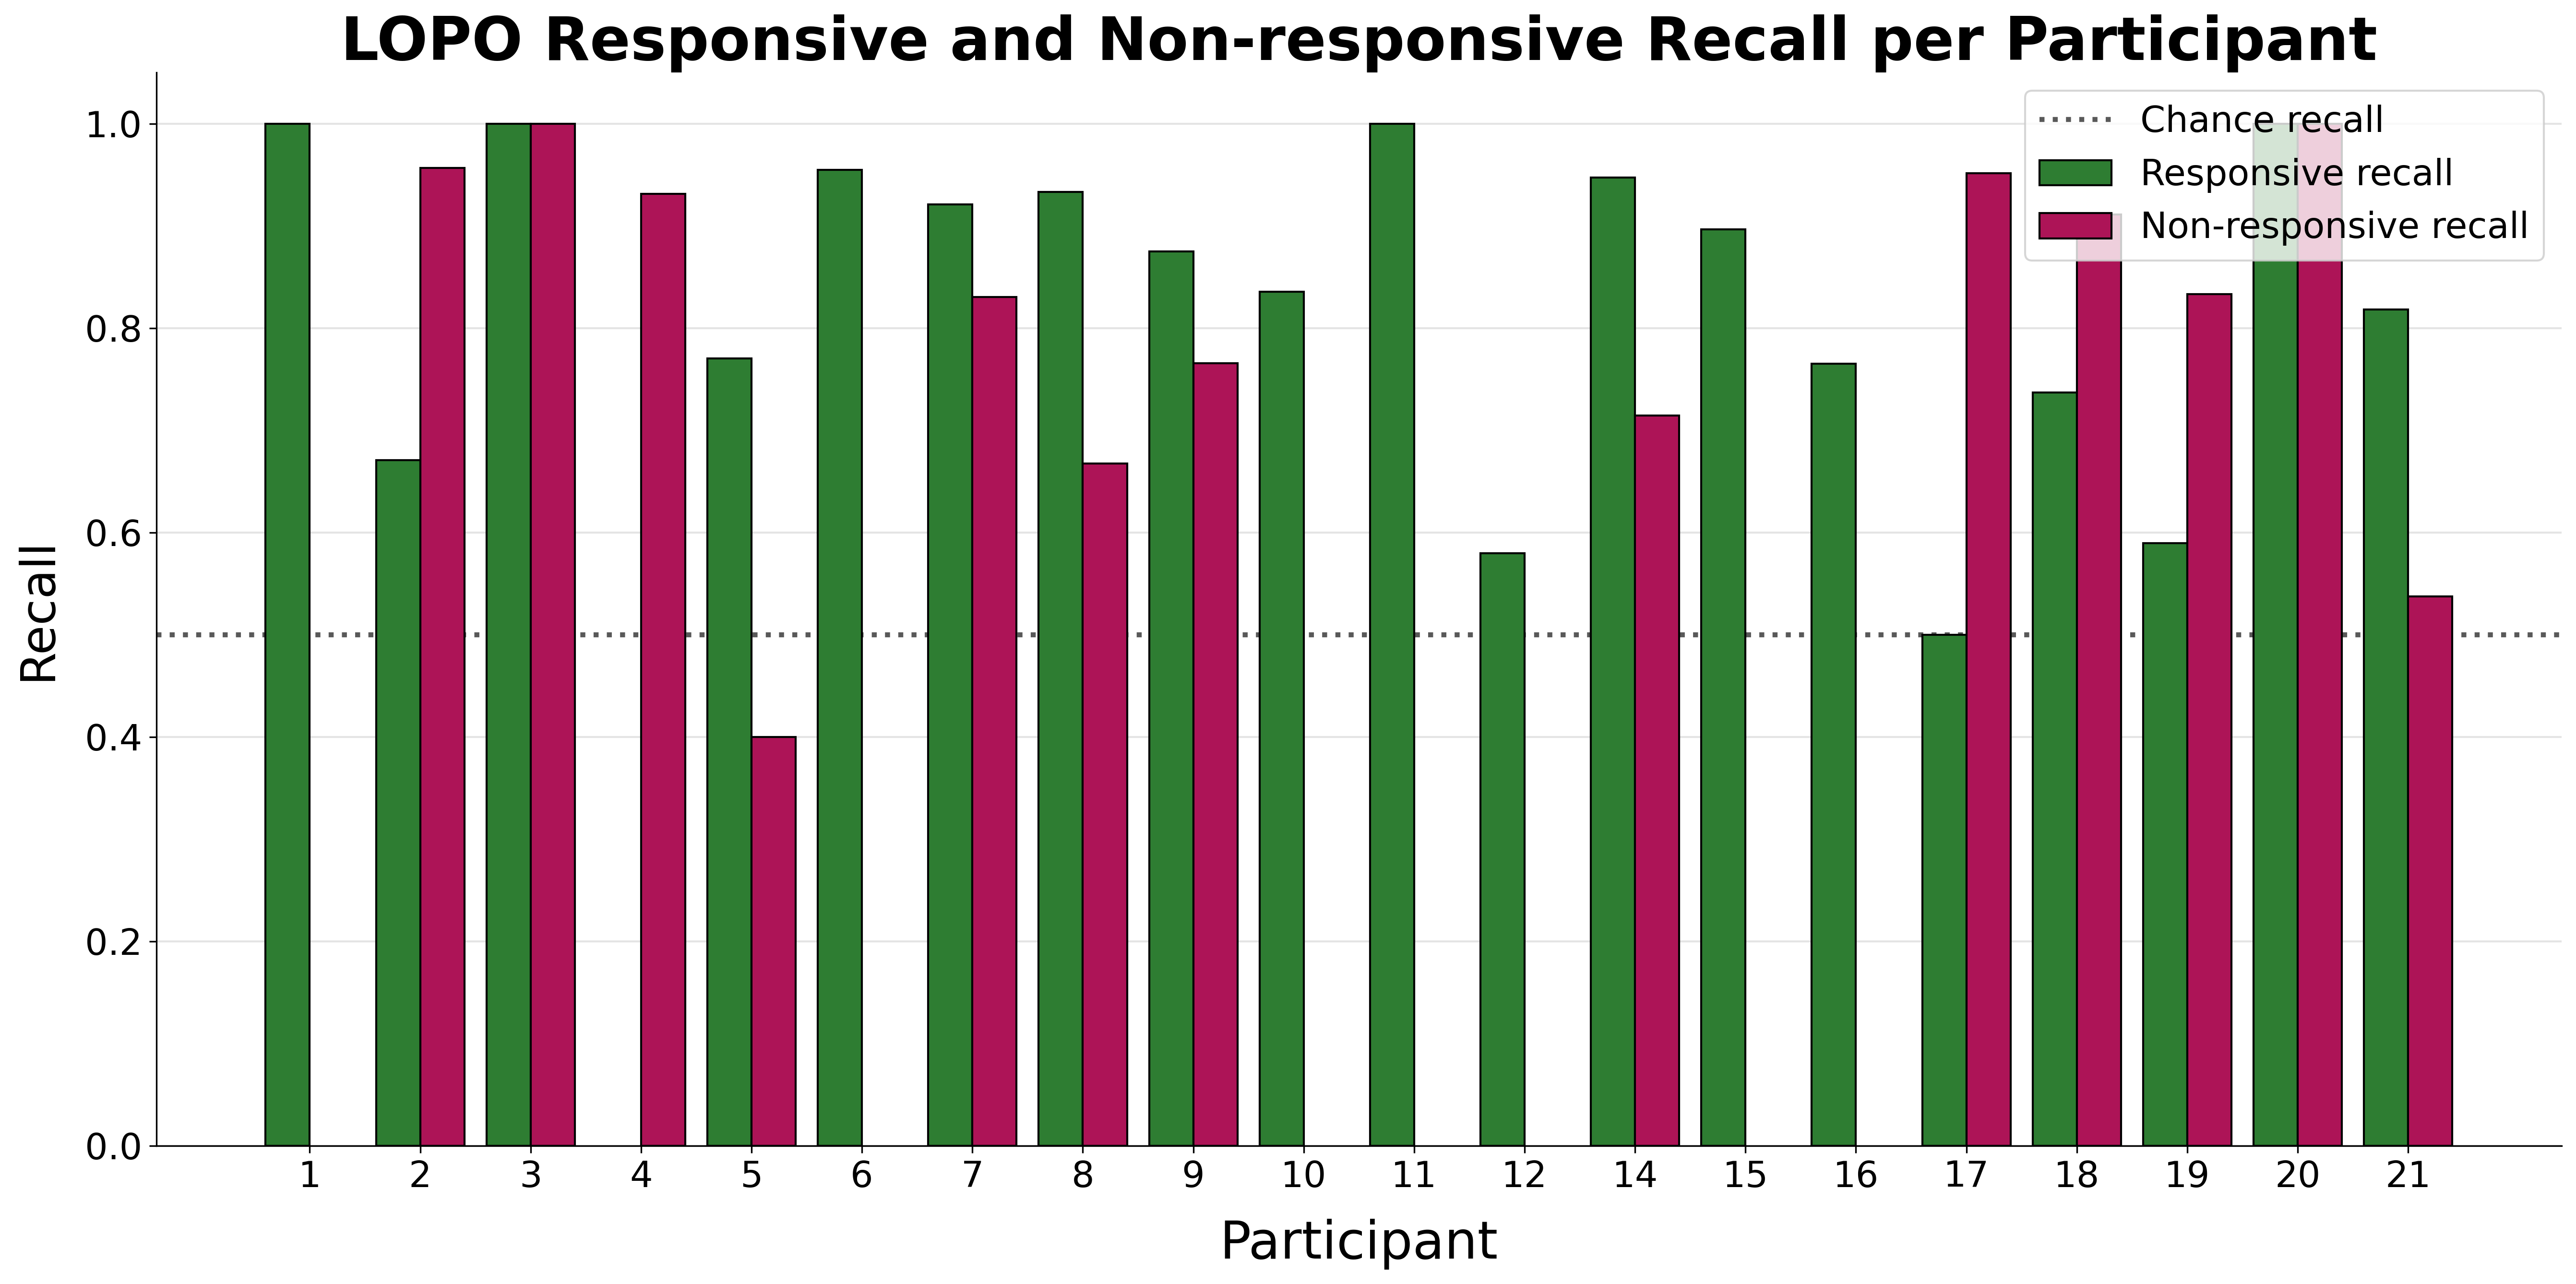 LOPO Responsive and Non-responsive Recall per Participant
Chance recall
Responsive recall
Non-responsive recall
Recall
1.0
0.8
0.6
0.4
0.2
0.0
1 2 3 4 5 6 7 8 9 10 11 12 14 15 16 17 18 19 20 21
Participant